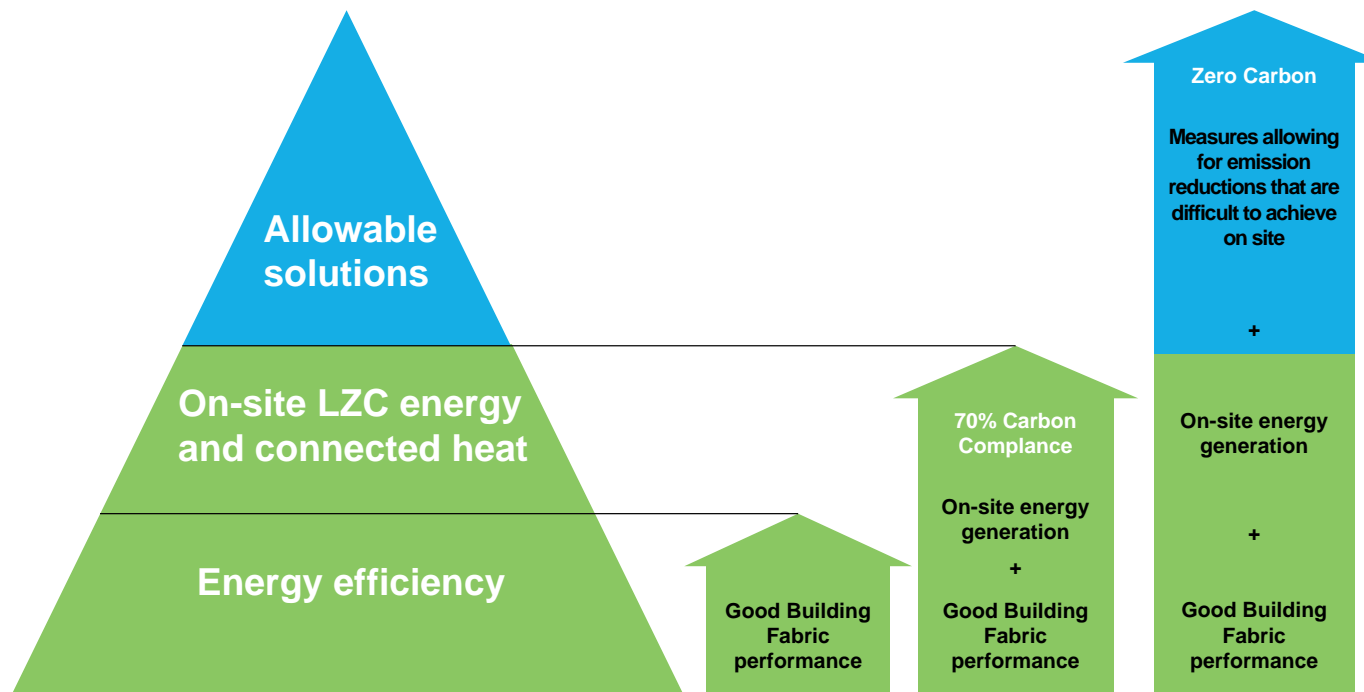 Allowable
solutions
On-site LZC energy
and connected heat
Energy efficiency
Good Building
Fabric
performance
70% Carbon
Complance
On-site energy
generation
+
Good Building
Fabric
performance
Zero Carbon
Measures allowing
for emission
reductions that are
difficult to achieve
on site
+
On-site energy
generation
+
Good Building
Fabric
performance